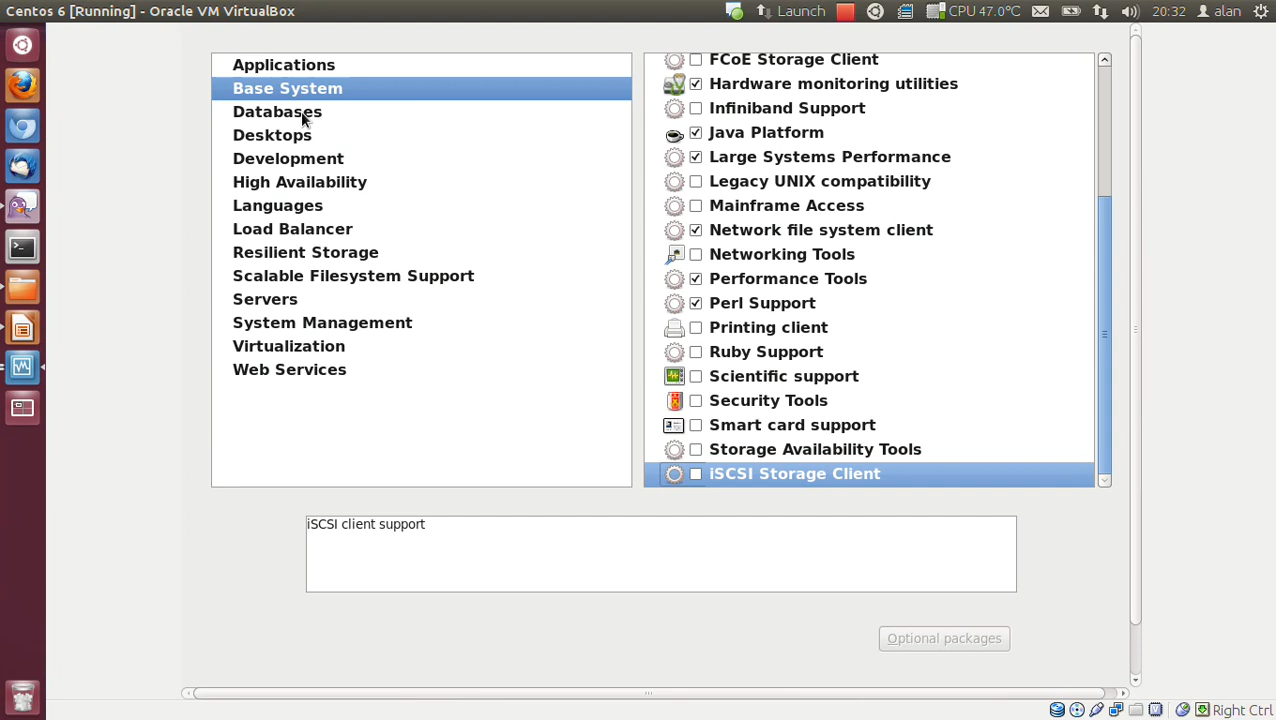 Centos 6 [Running] - Oracle VM VirtualBox
Launch
CPU 47.0°C
20:32
alan
Applications
Base System
Databases
Desktops
Development
High Availability
Languages
Load Balancer
Resilient Storage
Scalable Filesystem Support
Servers
System Management
Virtualization
Web Services
FCoE Storage Client
Hardware monitoring utilities
Infiniband Support
Java Platform
Large Systems Performance
Legacy UNIX compatibility
Mainframe Access
Network file system client
Networking Tools
Performance Tools
Perl Support
Printing client
Ruby Support
Scientific support
Security Tools
Smart card support
Storage Availability Tools
iSCSI Storage Client
iSCSI client support
Optional packages
Right Ctrl